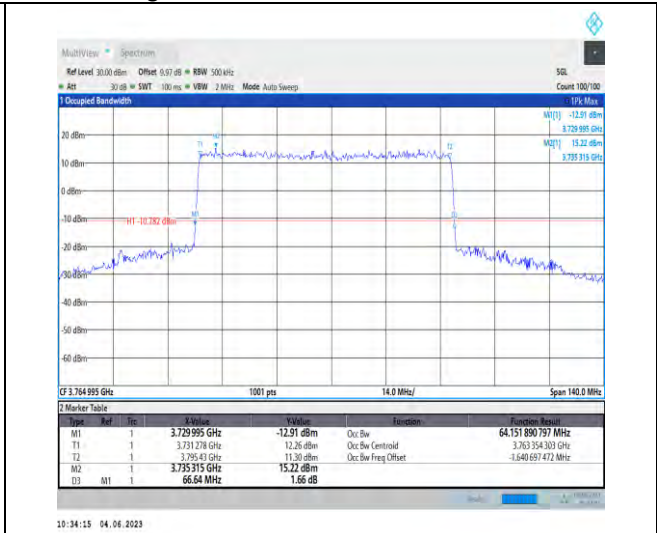 MultiView Spectrum
Ref Level 30.00 dBm Offset 9.97 dB RBW 500 kHz SGL
Att 30 dB SWT 100 ms VBW 2 MHz Mode Auto Sweep Count 100/100
1 Occupied Bandwidth 1Pk Max
M1[1] -12.91 dBm
3.729 995 GHz
M2[1] 15.22 dBm
3.735 315 GHz
20 dBm
M2
T1 T2
10 dBm
0 dBm
-10 dBm
H1 -10.782 dBm M1 D3
-20 dBm
-30 dBm
-40 dBm
-50 dBm
-60 dBm
CF 3.764 995 GHz 1001 pts 14.0 MHz/ Span 140.0 MHz
2 Marker Table
Type Ref Trc X-Value Y-Value Function Function Result
M1 1 3.729 995 GHz -12.91 dBm Occ Bw 64.151 890 797 MHz
T1 1 3.731 278 GHz 12.26 dBm Occ Bw Centroid 3.763 354 303 GHz
T2 1 3.795 43 GHz 11.30 dBm Occ Bw Freq Offset -1.640 697 472 MHz
M2 1 3.735 315 GHz 15.22 dBm
D3 M1 1 66.64 MHz 1.66 dB
10:34:15 04.06.2023